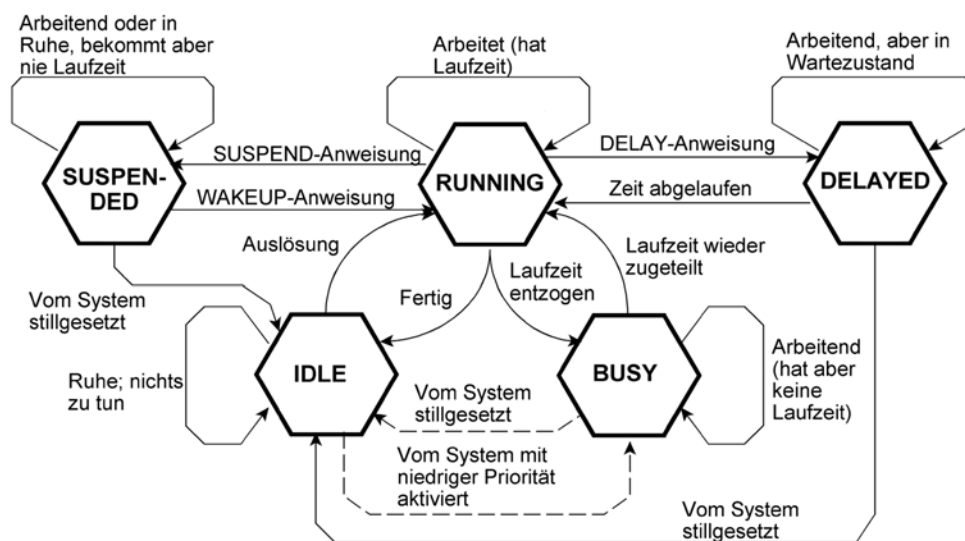 Arbeitend oder in
Ruhe, bekommt aber
nie Laufzeit
Arbeitet (hat
Laufzeit)
Arbeitend, aber in
Wartezustand
SUSPEN-
DED
SUSPEND-Anweisung
WAKEUP-Anweisung
RUNNING
DELAY-Anweisung
Zeit abgelaufen
DELAYED
Auslösung
Fertig
Laufzeit
entzogen
Laufzeit wieder
zugeteilt
Vom System
stillgesetzt
IDLE
BUSY
Ruhe; nichts
zu tun
Vom System
stillgesetzt
Arbeitend
(hat aber
keine
Laufzeit)
Vom System mit
niedriger Priorität
aktiviert
Vom System
stillgesetzt